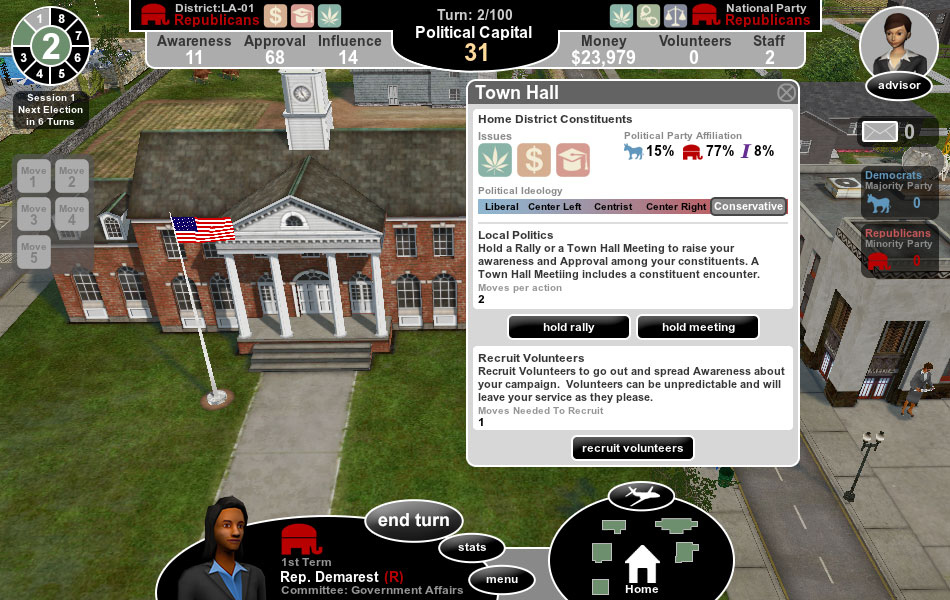 District:LA-01
Republicans
Turn: 2/100
Political Capital
31
National Party
Republicans
Awareness
11
Approval
68
Influence
14
Money
$23,979
Volunteers
0
Staff
2
1
8
7
6
5
4
3
2
Session 1
Next Election
in 6 Turns
Move
1
Move
2
Move
3
Move
4
Move
5
advisor
0
Democrats
Majority Party
0
Republicans
Minority Party
0
Town Hall
Home District Constituents
Issues
Political Party Affiliation
15% 77% I 8%
Political Ideology
Liberal Center Left Centrist Center Right Conservative
Local Politics
Hold a Rally or a Town Hall Meeting to raise your
awareness and Approval among your constituents. A
Town Hall Meetiing includes a constituent encounter.
Moves per action
2
hold rally
hold meeting
Recruit Volunteers
Recruit Volunteers to go out and spread Awareness about
your campaign. Volunteers can be unpredictable and will
leave your service as they please.
Moves Needed To Recruit
1
recruit volunteers
end turn
stats
menu
1st Term
Rep. Demarest (R)
Committee: Government Affairs
Home